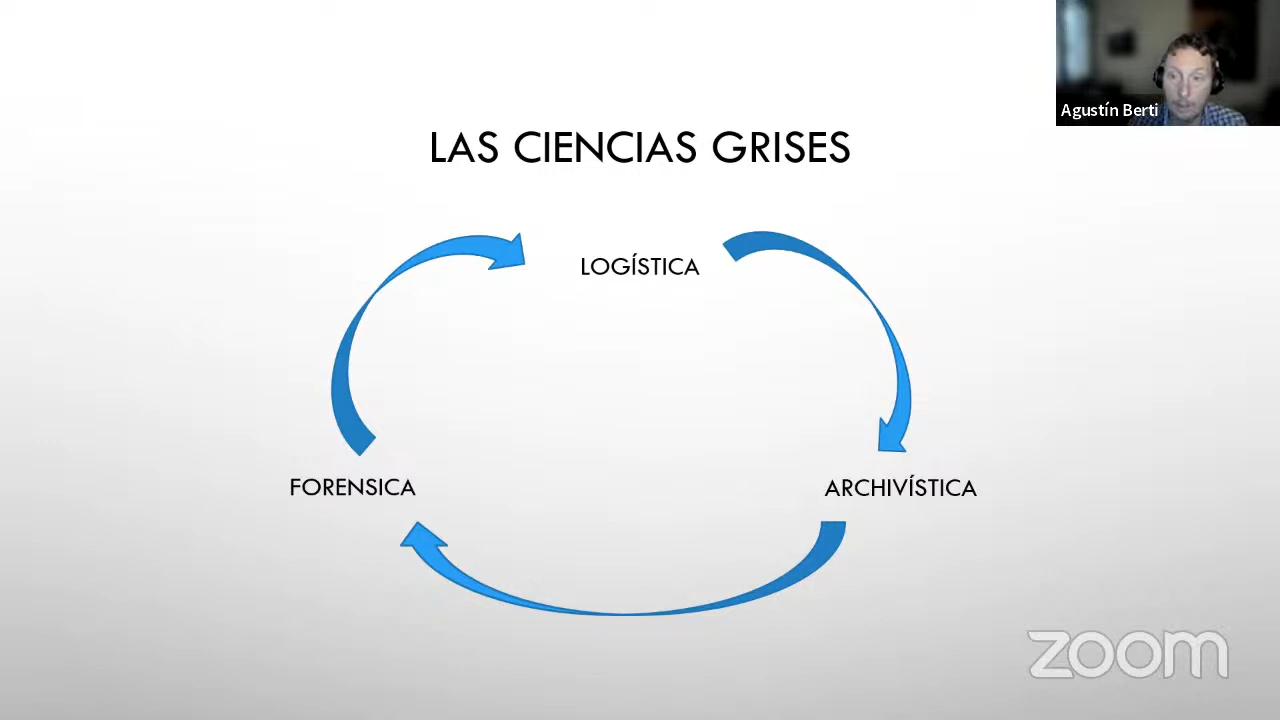 Agustín Berti
LAS CIENCIAS GRISES
LOGÍSTICA
FORENSICA
ARCHIVÍSTICA
zoom